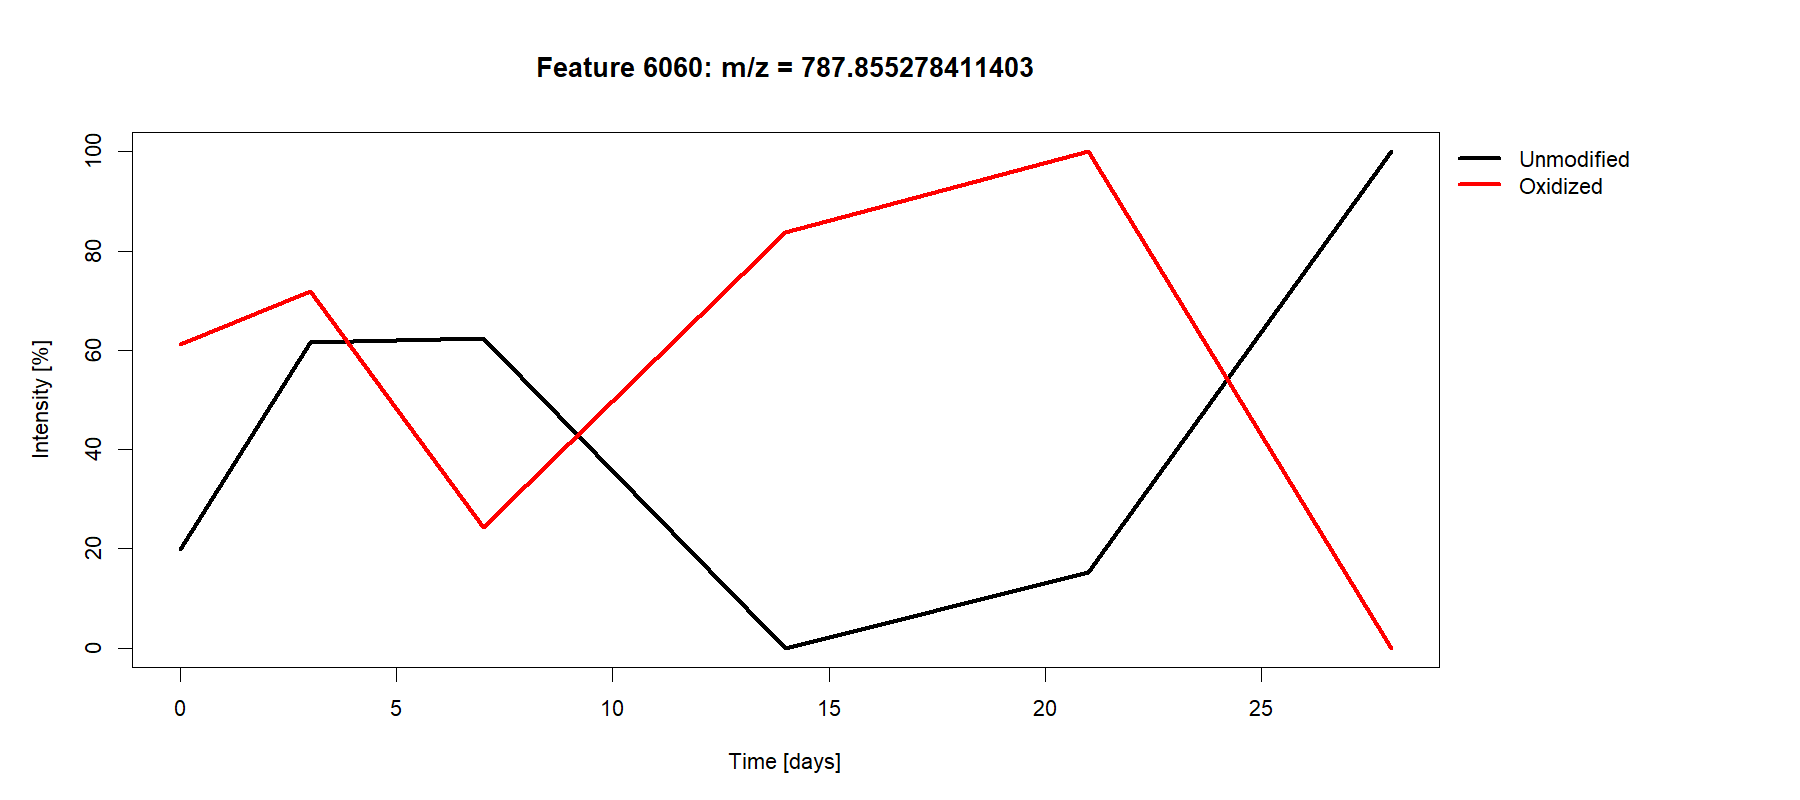 Feature 6060: m/z = 787.855278411403
Unmodified
Oxidized
Intensity [%]
100
80
60
40
20
0
0 5 10 15 20 25
Time [days]